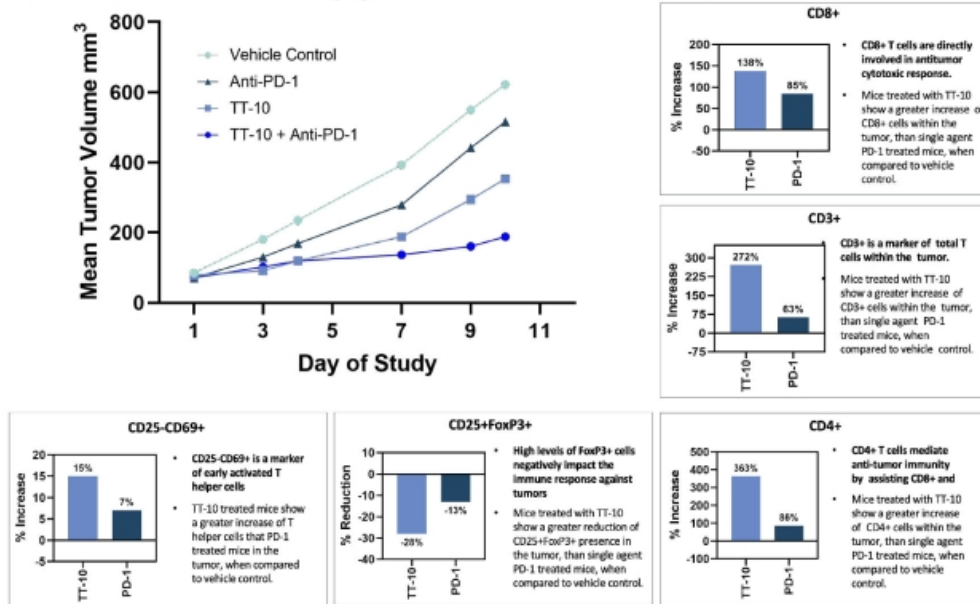 800
600
400
200
0
Mean Tumor Volume mm³
Vehicle Control
Anti-PD-1
TT-10
TT-10 + Anti-PD-1
1
3
5
7
9
11
Day of Study
CD8+
200
150
100
50
0
-50
% Increase
138%
85%
TT-10
PD-1
• CD8+ T cells are directly
involved in antitumor
cytotoxic response.
• Mice treated with TT-10
show a greater increase o
CD8+ cells within the
tumor, than single agent
PD-1 treated mice, when
compared to vehicle
control.
CD3+
300
225
150
75
0
-75
% Increase
272%
63%
TT-10
PD-1
• CD3+ is a marker of total T
cells within the tumor.
• Mice treated with TT-10
show a greater increase of
CD3+ cells within the tumor,
than single agent PD-1
treated mice, when
compared to vehicle control.
CD25-CD69+
20
15
10
5
0
-5
% Increase
15%
7%
TT-10
PD-1
• CD25-CD69+ is a marker
of early activated T
helper cells
• TT-10 treated mice show
a greater increase of T
helper cells that PD-1
treated mice in the
tumor, when compared
to vehicle control.
CD25+FoxP3+
10
0
-10
-20
-30
-40
% Reduction
-28%
-13%
TT-10
PD-1
• High levels of FoxP3+ cells
negatively impact the
immune response against
tumors
• Mice treated with TT-10
show a greater reduction of
CD25+FoxP3+ presence in
the tumor, than single agent
PD-1 treated mice, when
compared to vehicle control.
CD4+
500
400
300
200
100
0
-100
% Increase
363%
86%
TT-10
PD-1
• CD4+ T cells mediate
anti-tumor immunity
by assisting CD8+ and
• Mice treated with TT-10
show a greater increase
of CD4+ cells within the
tumor, than single agent
PD-1 treated mice, when
compared to vehicle
control.